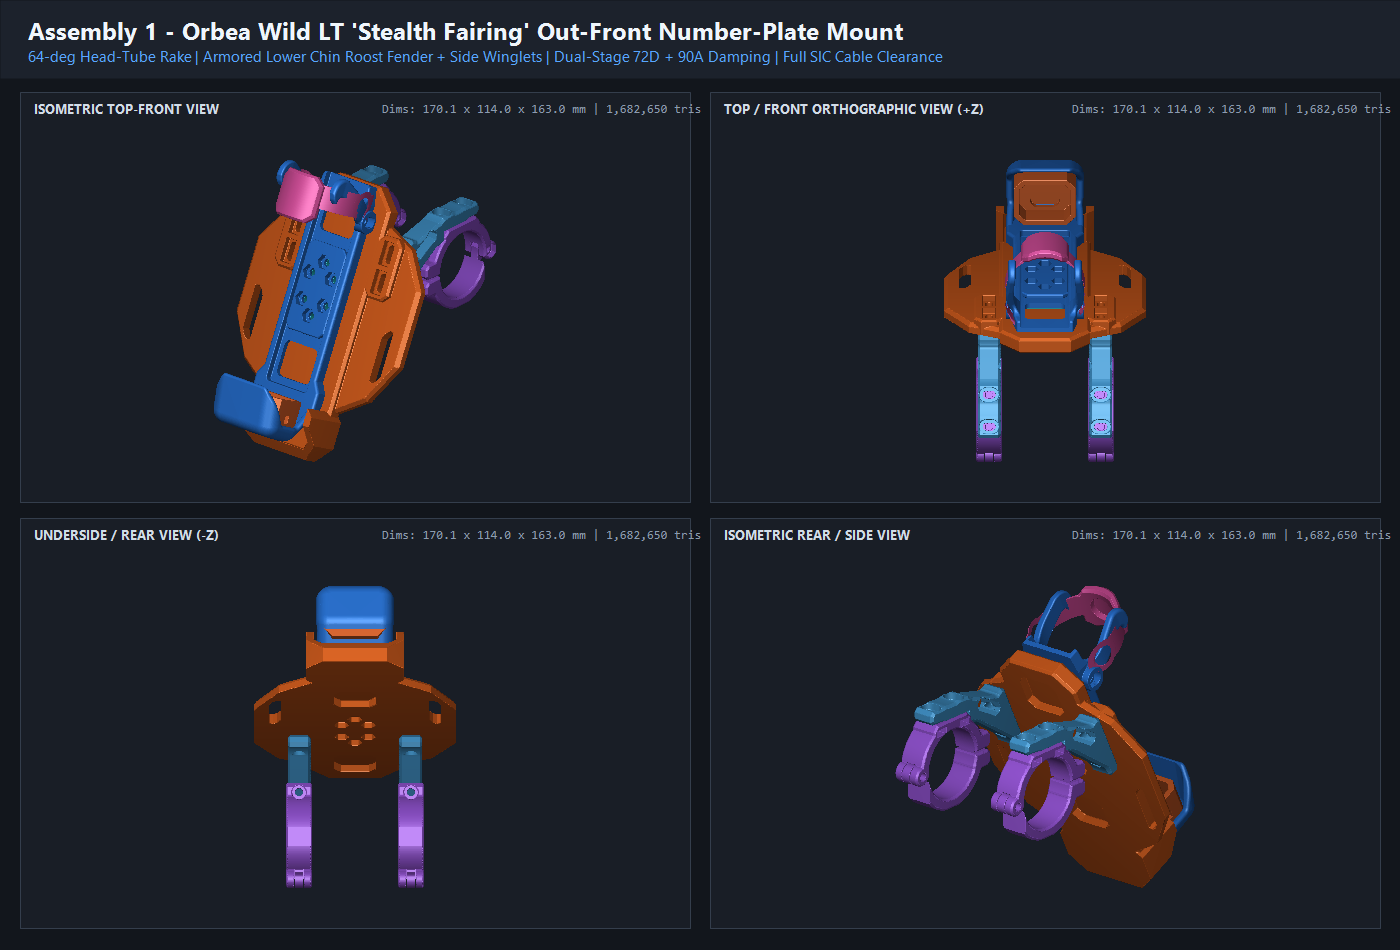 Assembly 1 - Orbea Wild LT 'Stealth Fairing' Out-Front Number-Plate Mount
64-deg Head-Tube Rake | Armored Lower Chin Roost Fender + Side Winglets | Dual-Stage 72D + 90A Damping | Full SIC Cable Clearance
ISOMETRIC TOP-FRONT VIEW Dims: 170.1 x 114.0 x 163.0 mm | 1,682,650 tris
TOP / FRONT ORTHOGRAPHIC VIEW (+Z) Dims: 170.1 x 114.0 x 163.0 mm | 1,682,650 tris
UNDERSIDE / REAR VIEW (-Z) Dims: 170.1 x 114.0 x 163.0 mm | 1,682,650 tris
ISOMETRIC REAR / SIDE VIEW Dims: 170.1 x 114.0 x 163.0 mm | 1,682,650 tris